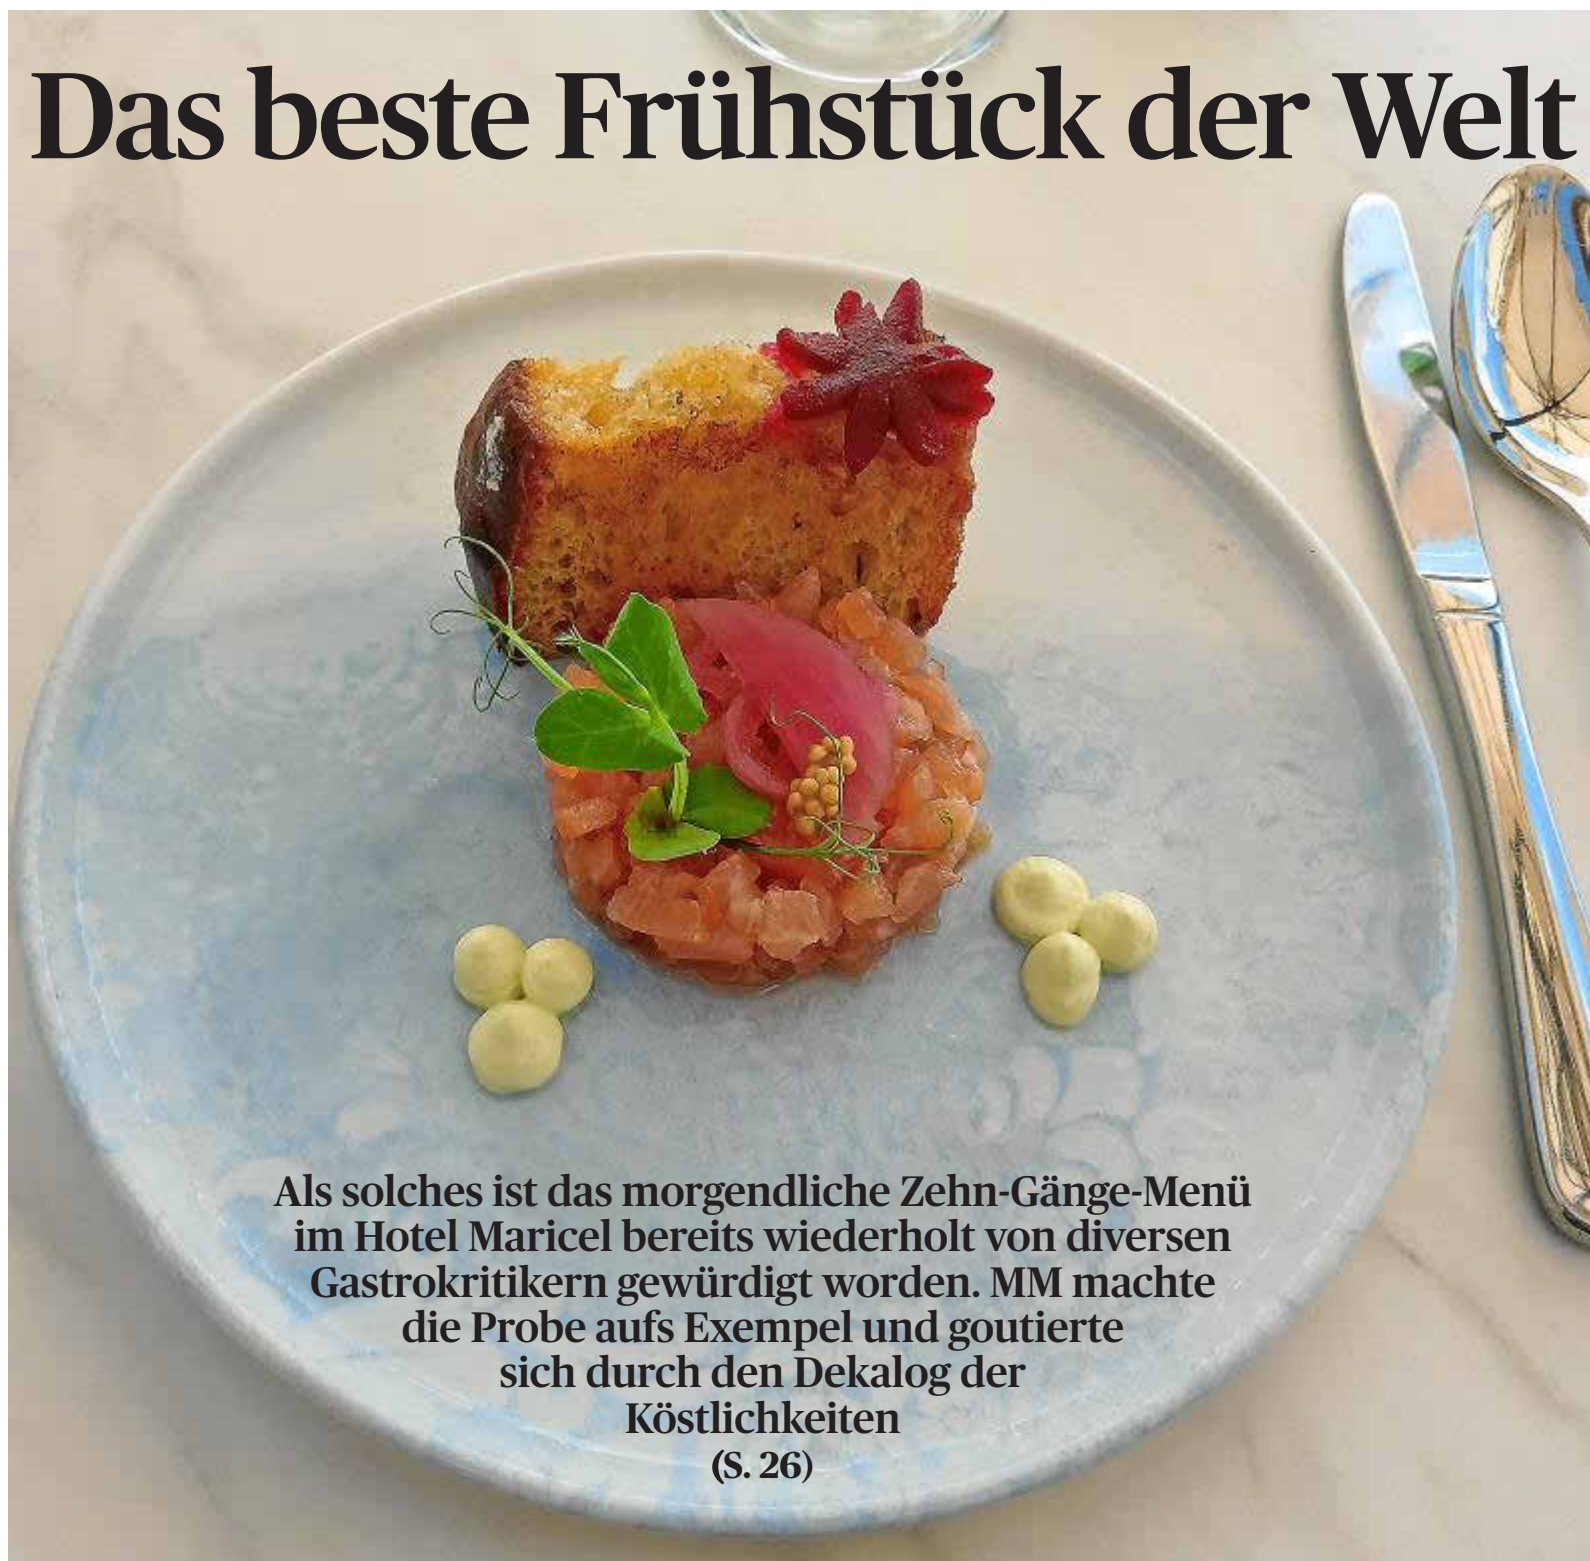 Das beste Frühstück der Welt
Als solches ist das morgendliche Zehn-Gänge-Menü
im Hotel Maricel bereits wiederholt von diversen
Gastrokritikern gewürdigt worden. MM machte
die Probe aufs Exempel und goutierte
sich durch den Dekalog der
Köstlichkeiten
(S. 26)